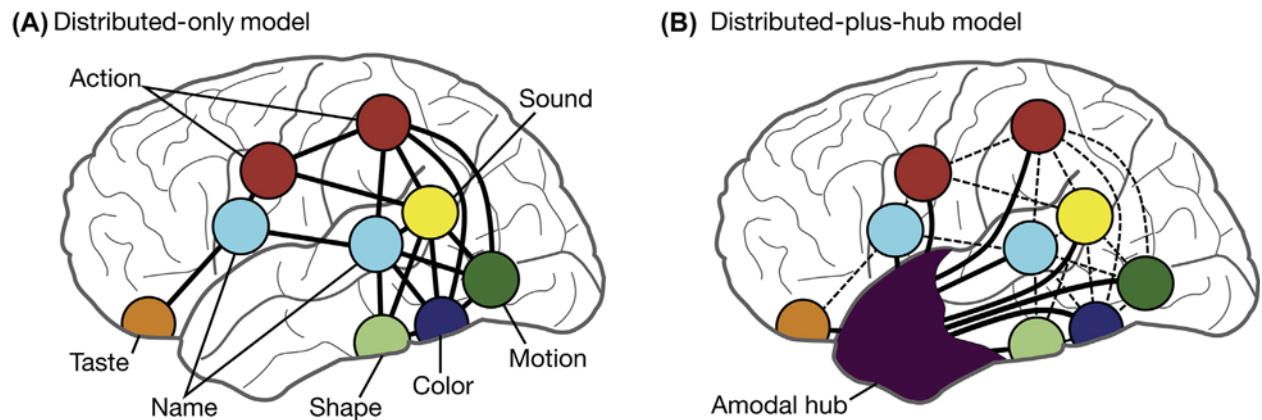 (A) Distributed-only model
(B) Distributed-plus-hub model
Action
Sound
Taste
Name
Shape
Color
Motion
Amodal hub